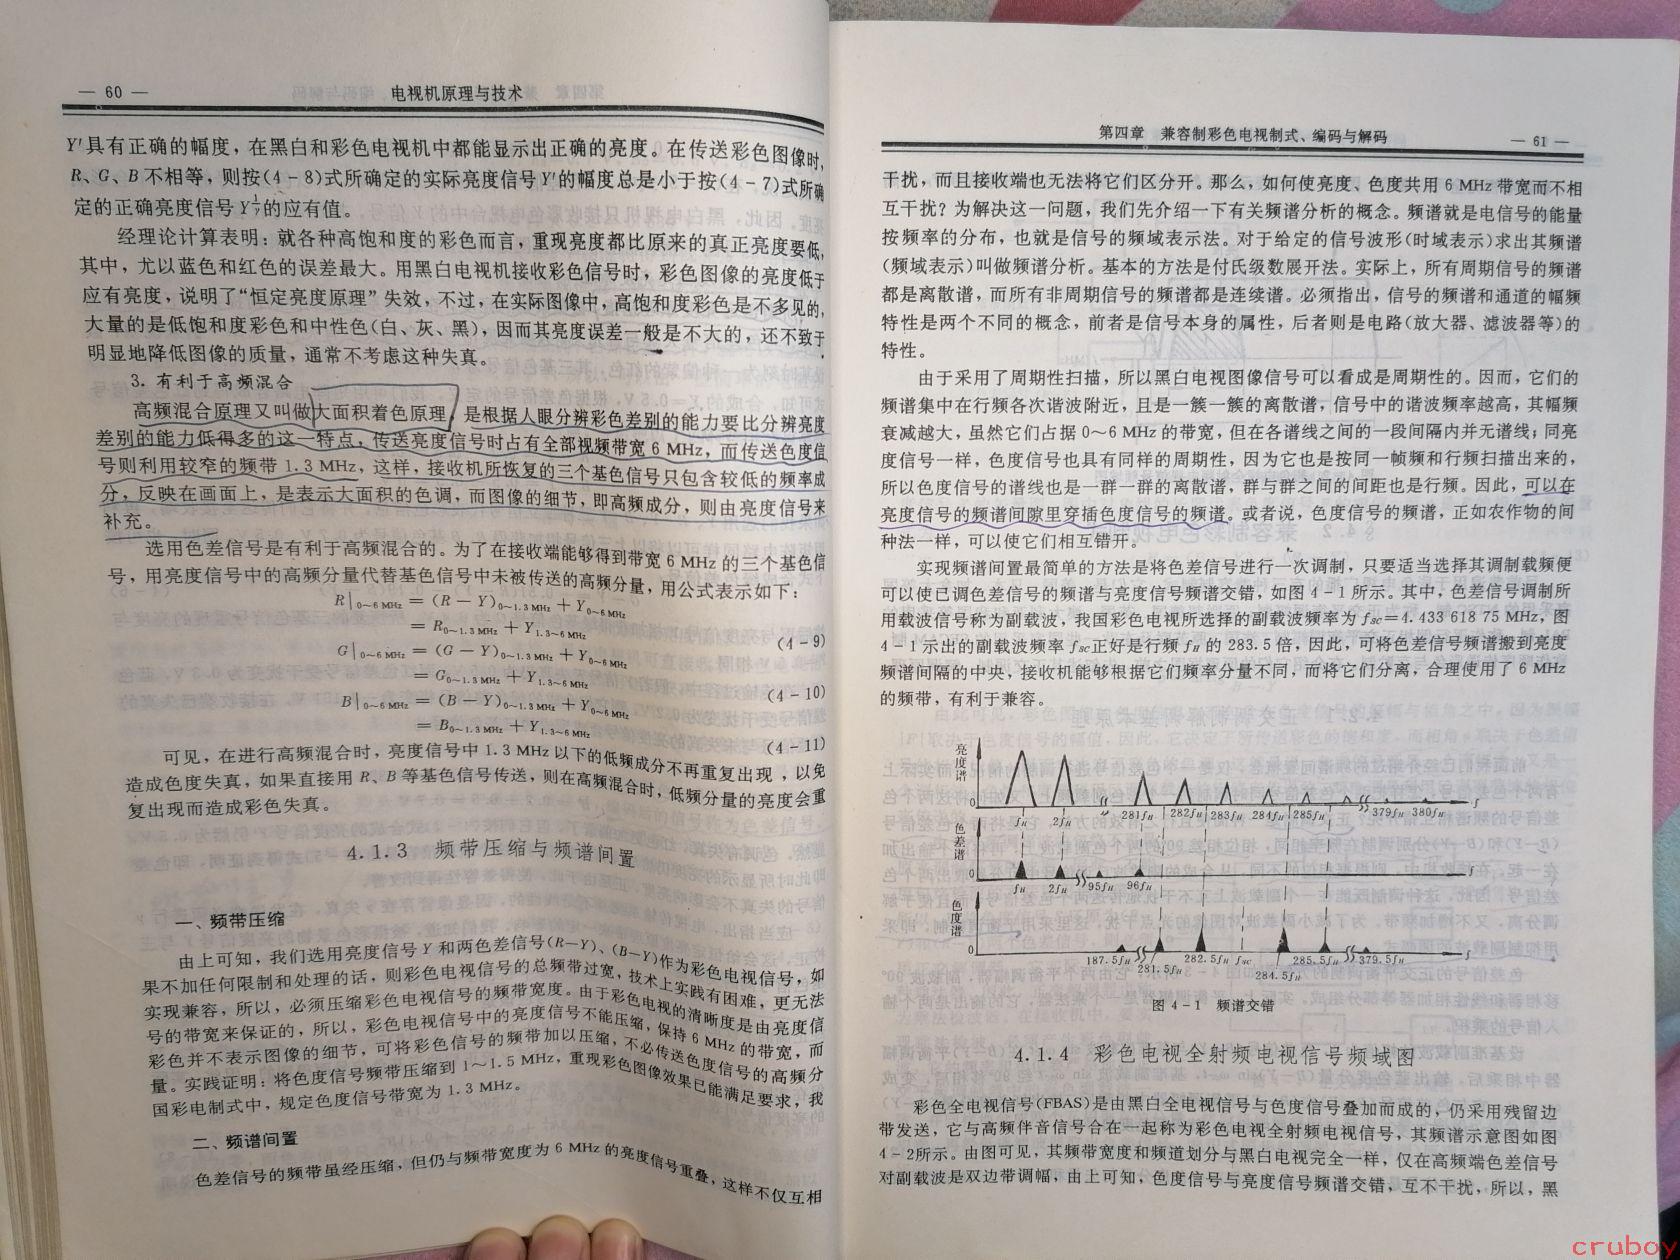 — 60 —
电视机原理与技术
Y′具有正确的幅度，在黑白和彩色电视机中都能显示出正确的亮度。在传送彩色图像时，
R、G、B不相等，则按(4-8)式所确定的实际亮度信号Y′的幅度总是小于按(4-7)式所确
定的正确亮度信号Y^{1/γ}的应有值。
经理论计算表明：就各种高饱和度的彩色而言，重现亮度都比原来的真正亮度要低，
其中，尤以蓝色和红色的误差最大。用黑白电视机接收彩色信号时，彩色图像的亮度低于
应有亮度，说明了“恒定亮度原理”失效，不过，在实际图像中，高饱和度彩色是不多见的，
大量的是低饱和度彩色和中性色(白、灰、黑)，因而其亮度误差一般是不大的，还不致于
明显地降低图像的质量，通常不考虑这种失真。
3. 有利于高频混合
高频混合原理又叫做大面积着色原理，是根据人眼分辨彩色差别的能力要比分辨亮度
差别的能力低得多的这一特点，传送亮度信号时占有全部视频带宽6 MHz，而传送色度信
号则利用较窄的频带1.3 MHz，这样，接收机所恢复的三个基色信号只包含较低的频率成
分，反映在画面上，是表示大面积的色调，而图像的细节，即高频成分，则由亮度信号来
补充。
选用色差信号是有利于高频混合的。为了在接收端能够得到带宽6 MHz的三个基色信
号，用亮度信号中的高频分量代替基色信号中未被传送的高频分量，用公式表示如下：
R|0~6 MHz = (R－Y)0~1.3 MHz + Y0~6 MHz
= R0~1.3 MHz + Y1.3~6 MHz (4-9)
G|0~6 MHz = (G－Y)0~1.3 MHz + Y0~6 MHz
= G0~1.3 MHz + Y1.3~6 MHz (4-10)
B|0~6 MHz = (B－Y)0~1.3 MHz + Y0~6 MHz
= B0~1.3 MHz + Y1.3~6 MHz (4-11)
可见，在进行高频混合时，亮度信号中1.3 MHz以下的低频成分不再重复出现，以免
造成色度失真，如果直接用R、B等基色信号传送，则在高频混合时，低频分量的亮度会重
复出现而造成彩色失真。
4.1.3 频带压缩与频谱间置
一、频带压缩
由上可知，我们选用亮度信号Y和两色差信号(R－Y)、(B－Y)作为彩色电视信号，如
果不加任何限制和处理的话，则彩色电视信号的总频带过宽，技术上实践有困难，更无法
实现兼容，所以，必须压缩彩色电视信号的频带宽度。由于彩色电视的清晰度是由亮度信
号的带宽来保证的，所以，彩色电视信号中的亮度信号不能压缩，保持6 MHz的带宽，而
彩色并不表示图像的细节，可将彩色信号的频带加以压缩，不必传送色度信号的高频分
量。实践证明：将色度信号频带压缩到1~1.5 MHz，重现彩色图像效果已能满足要求，我
国彩电制式中，规定色度信号带宽为1.3 MHz。
二、频谱间置
色差信号的频带虽经压缩，但仍与频带宽度为6 MHz的亮度信号重叠，这样不仅互相
第四章 兼容制彩色电视制式、编码与解码
— 61 —
干扰，而且接收端也无法将它们区分开。那么，如何使亮度、色度共用6 MHz带宽而不相
互干扰？为解决这一问题，我们先介绍一下有关频谱分析的概念。频谱就是电信号的能量
按频率的分布，也就是信号的频域表示法。对于给定的信号波形(时域表示)求出其频谱
(频域表示)叫做频谱分析。基本的方法是付氏级数展开法。实际上，所有周期信号的频谱
都是离散谱，而所有非周期信号的频谱都是连续谱。必须指出，信号的频谱和通道的幅频
特性是两个不同的概念，前者是信号本身的属性，后者则是电路(放大器、滤波器等)的
特性。
由于采用了周期性扫描，所以黑白电视图像信号可以看成是周期性的。因而，它们的
频谱集中在行频各次谐波附近，且是一簇一簇的离散谱，信号中的谐波频率越高，其幅频
衰减越大，虽然它们占据0~6 MHz的带宽，但在各谱线之间的一段间隔内并无谱线；同亮
度信号一样，色度信号也具有同样的周期性，因为它也是按同一帧频和行频扫描出来的，
所以色度信号的谱线也是一群一群的离散谱，群与群之间的间距也是行频。因此，可以在
亮度信号的频谱间隙里穿插色度信号的频谱。或者说，色度信号的频谱，正如农作物的间
种法一样，可以使它们相互错开。
实现频谱间置最简单的方法是将色差信号进行一次调制，只要适当选择其调制载频便
可以使已调色差信号的频谱与亮度信号频谱交错，如图4-1所示。其中，色差信号调制所
用载波信号称为副载波，我国彩色电视所选择的副载波频率为fsc=4.433 618 75 MHz，图
4-1示出的副载波频率fsc正好是行频fH的283.5倍，因此，可将色差信号频谱搬到亮度
频谱间隔的中央，接收机能够根据它们频率分量不同，而将它们分离，合理使用了6 MHz
的频带，有利于兼容。
亮度谱
0 fH 2fH 281fH 282fH 283fH 284fH 285fH 379fH 380fH f
色差谱
0 fH 2fH 95fH 96fH f
色度谱
0 187.5fH 281.5fH 282.5fH fsc 284.5fH 285.5fH 379.5fH f
图4-1 频谱交错
4.1.4 彩色电视全射频电视信号频域图
彩色全电视信号(FBAS)是由黑白全电视信号与色度信号叠加而成的，仍采用残留边
带发送，它与高频伴音信号合在一起称为彩色电视全射频电视信号，其频谱示意图如图
4-2所示。由图可见，其频带宽度和频道划分与黑白电视完全一样，仅在高频端色差信号
对副载波是双边带调幅，由上可知，色度信号与亮度信号频谱交错，互不干扰，所以，黑
cruboy